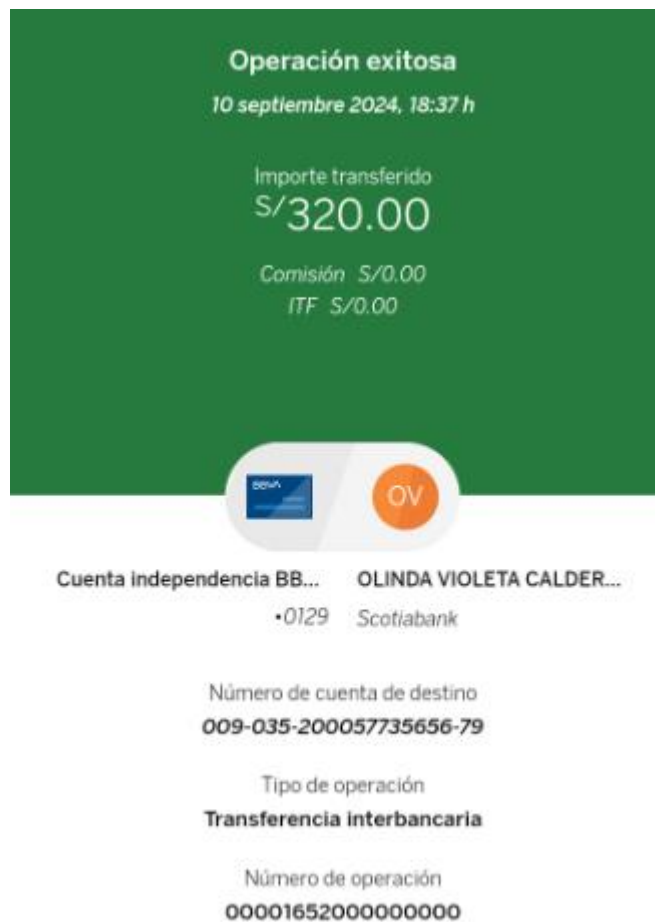 Operación exitosa
10 septiembre 2024, 18:37 h
Importe transferido
S/320.00
Comisión S/0.00
ITF S/0.00
BBVA
OV
Cuenta independencia BB...
•0129
OLINDA VIOLETA CALDER...
Scotiabank
Número de cuenta de destino
009-035-200057735656-79
Tipo de operación
Transferencia interbancaria
Número de operación
00001652000000000